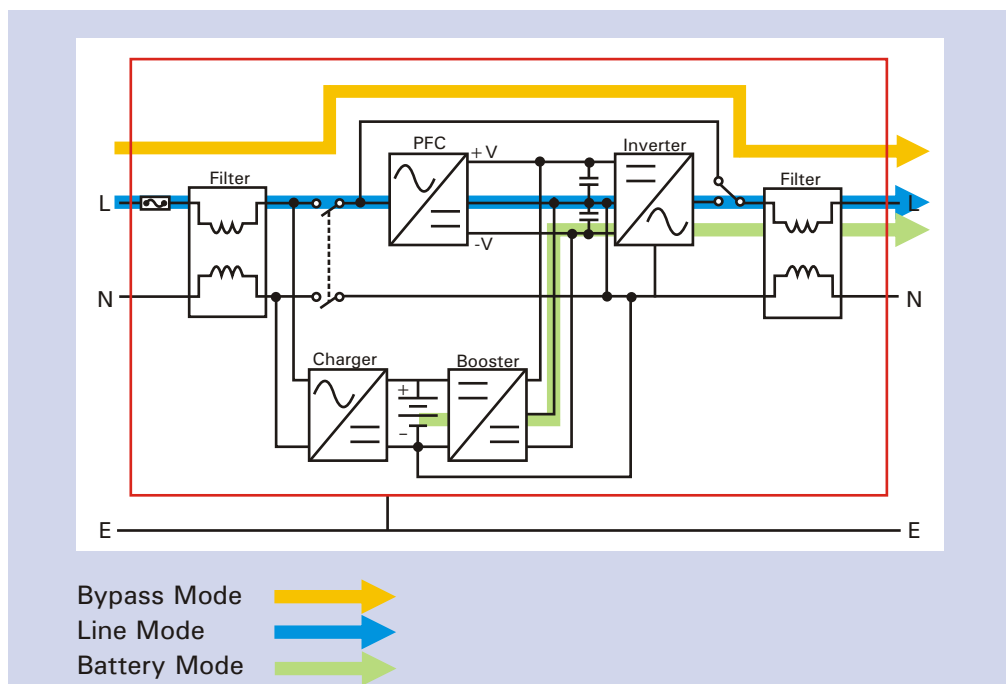 PFC
+V
Inverter
Filter
Filter
L
L
-V
N
N
Charger
Booster
+
−
E
E
Bypass Mode
Line Mode
Battery Mode